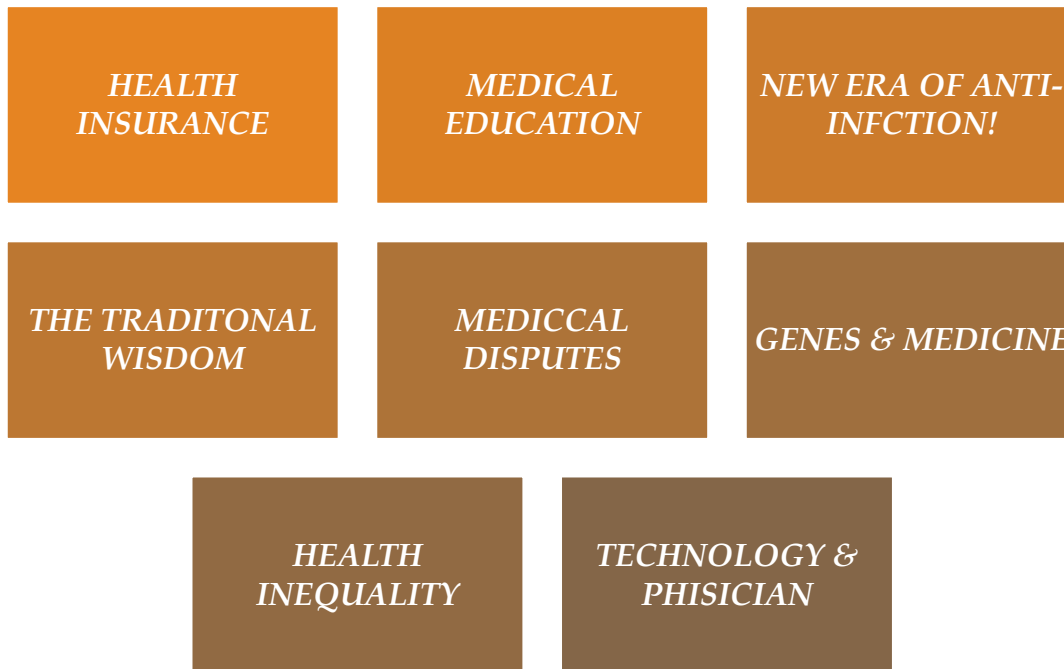 HEALTH
INSURANCE
MEDICAL
EDUCATION
NEW ERA OF ANTI-
INFCTION!
THE TRADITONAL
WISDOM
MEDICCAL
DISPUTES
GENES & MEDICINE
HEALTH
INEQUALITY
TECHNOLOGY &
PHISICIAN